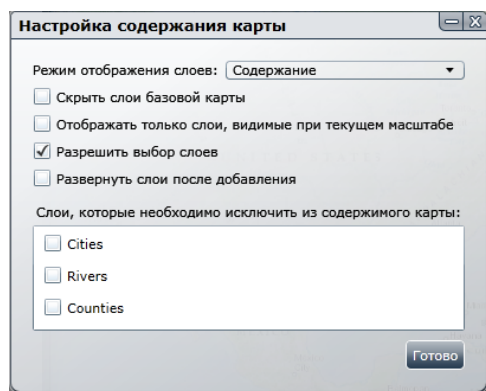 Настройка содержания карты
Режим отображения слоев: Содержание
Скрыть слои базовой карты
Отображать только слои, видимые при текущем масштабе
Разрешить выбор слоев
Развернуть слои после добавления
Слои, которые необходимо исключить из содержимого карты:
Cities
Rivers
Counties
Готово